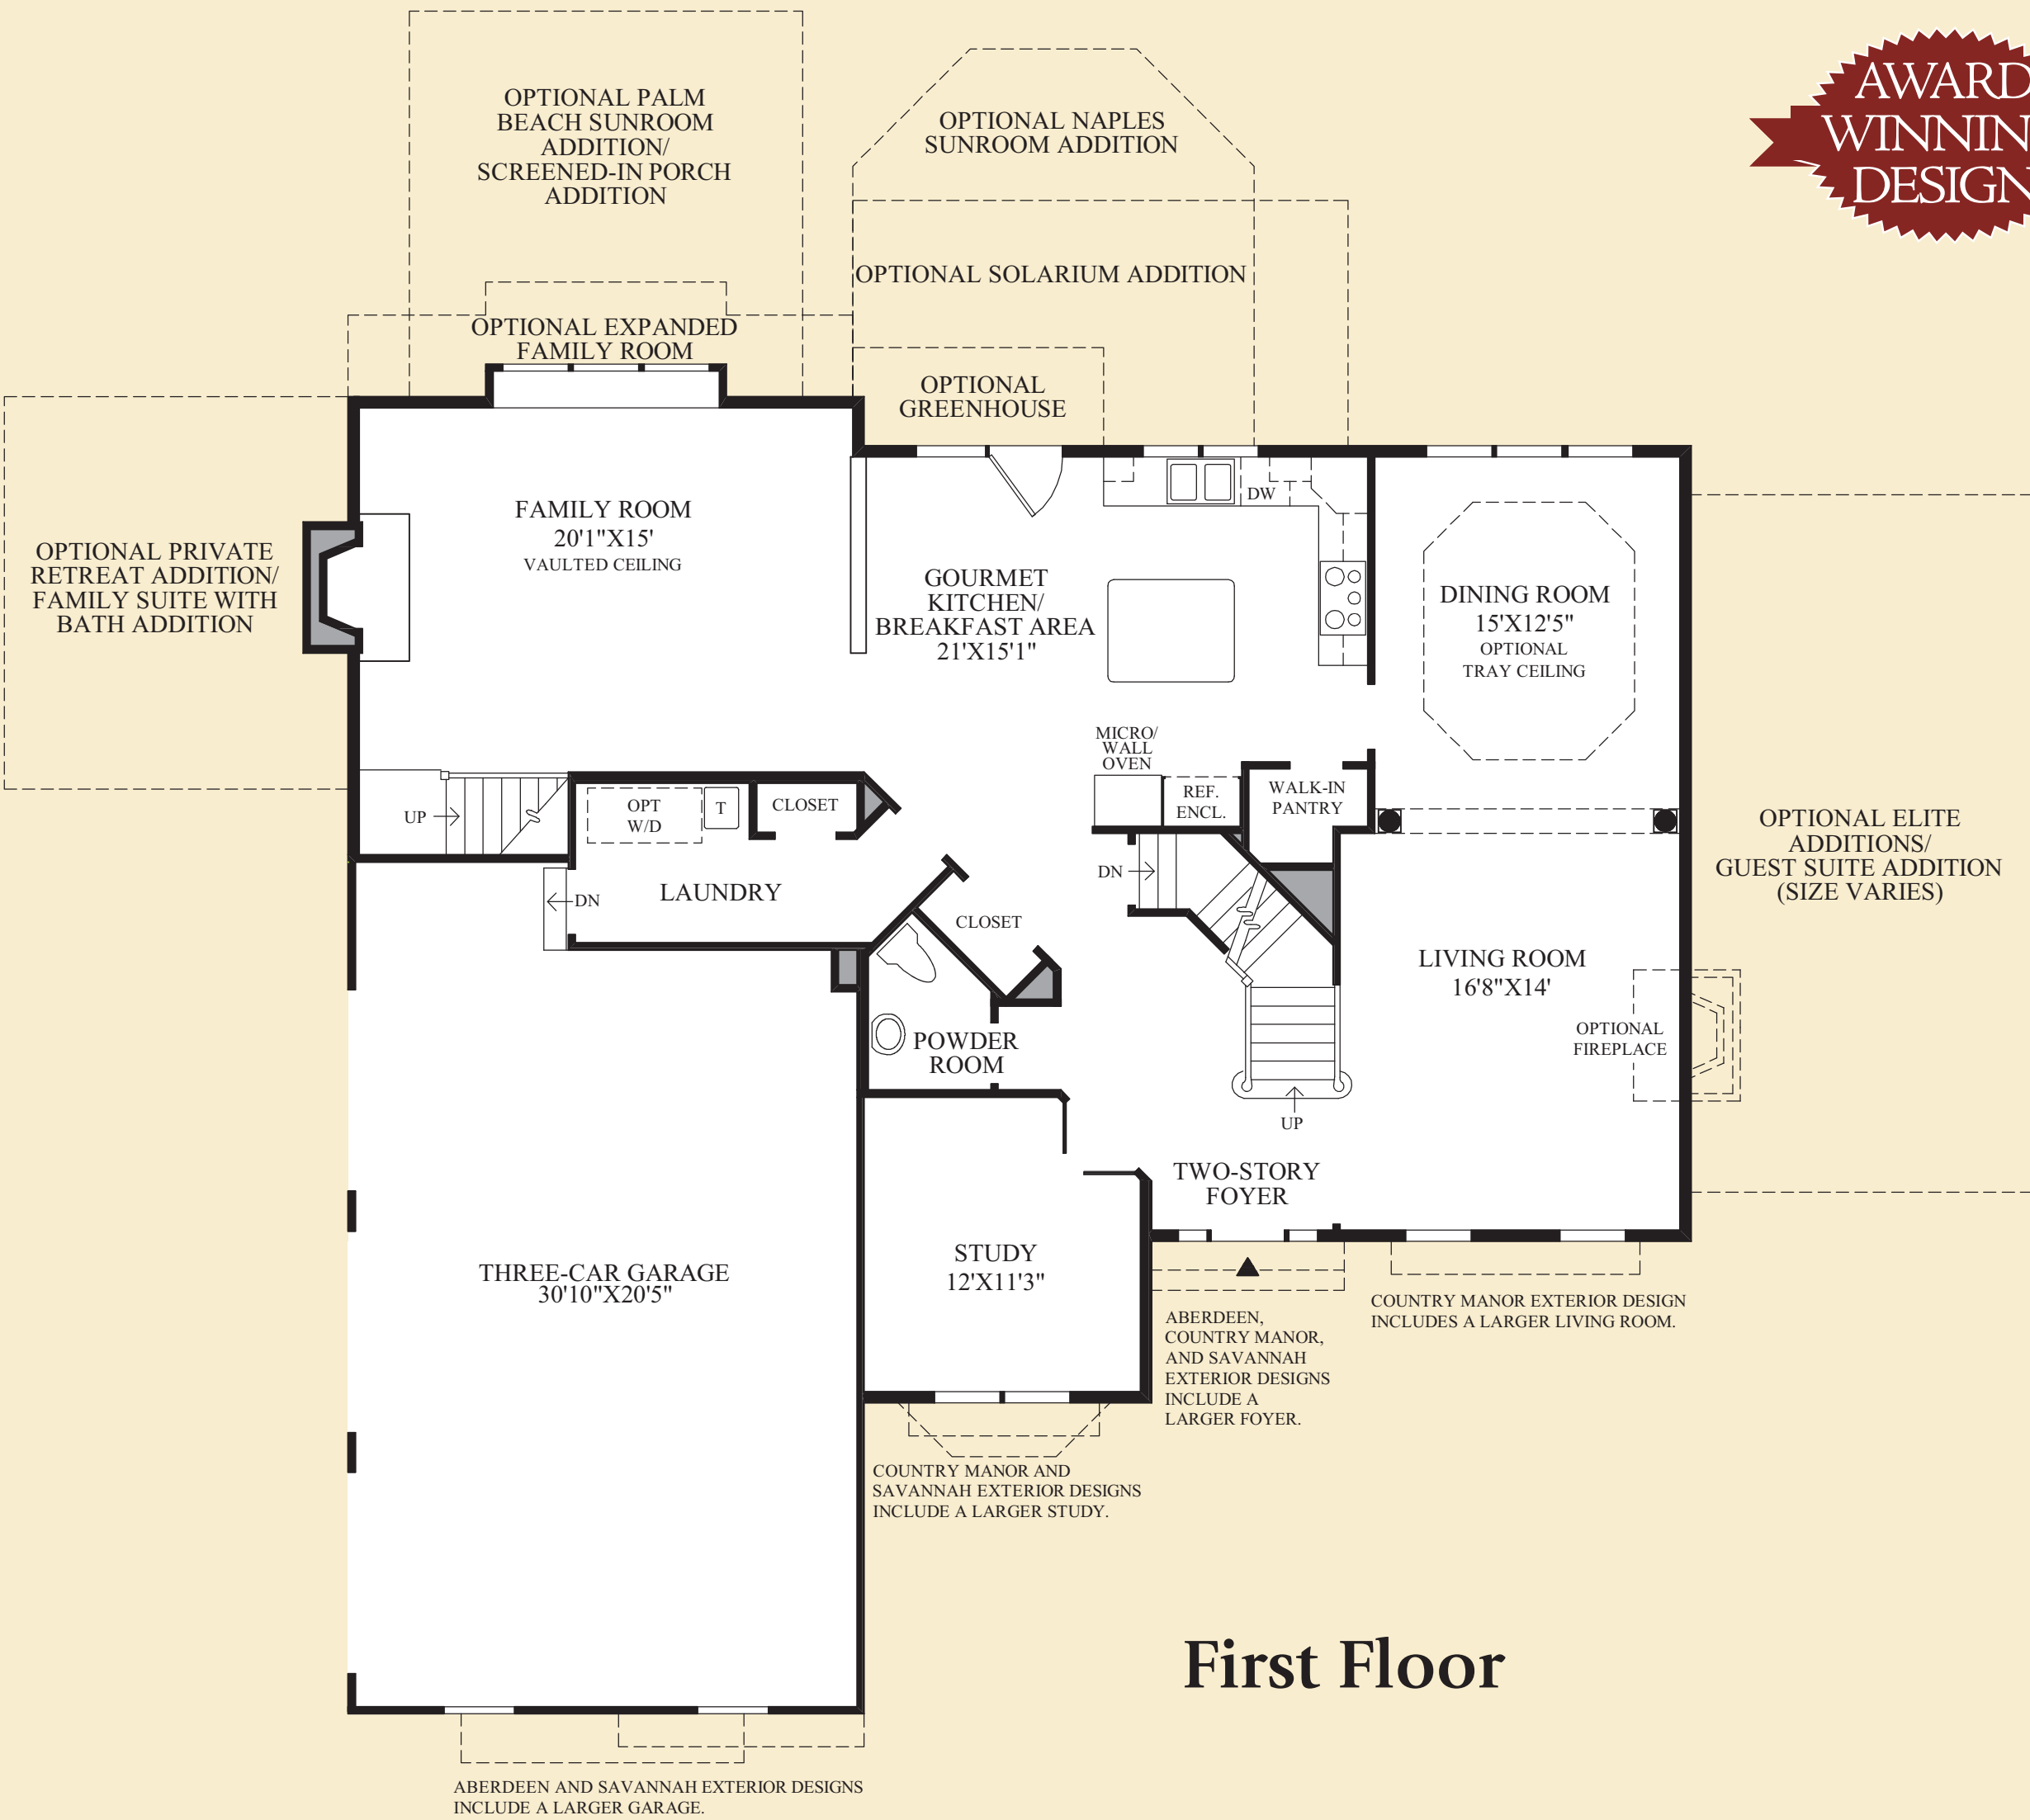 OPTIONAL PALM
BEACH SUNROOM
ADDITION/
SCREENED-IN PORCH
ADDITION
OPTIONAL NAPLES
SUNROOM ADDITION
AWARD
WINNIN
DESIGN
OPTIONAL SOLARIUM ADDITION
OPTIONAL EXPANDED
FAMILY ROOM
OPTIONAL
GREENHOUSE
OPTIONAL PRIVATE
RETREAT ADDITION/
FAMILY SUITE WITH
BATH ADDITION
FAMILY ROOM
20'1"X15'
VAULTED CEILING
GOURMET
KITCHEN/
BREAKFAST AREA
21'X15'1"
DW
DINING ROOM
15'X12'5"
OPTIONAL
TRAY CEILING
MICRO/
WALL
OVEN
REF.
ENCL.
WALK-IN
PANTRY
UP
OPT
W/D
T
CLOSET
DN
LAUNDRY
CLOSET
DN
OPTIONAL ELITE
ADDITIONS/
GUEST SUITE ADDITION
(SIZE VARIES)
LIVING ROOM
16'8"X14'
OPTIONAL
FIREPLACE
POWDER
ROOM
UP
TWO-STORY
FOYER
STUDY
12'X11'3"
THREE-CAR GARAGE
30'10"X20'5"
COUNTRY MANOR EXTERIOR DESIGN
INCLUDES A LARGER LIVING ROOM.
ABERDEEN,
COUNTRY MANOR,
AND SAVANNAH
EXTERIOR DESIGNS
INCLUDE A
LARGER FOYER.
COUNTRY MANOR AND
SAVANNAH EXTERIOR DESIGNS
INCLUDE A LARGER STUDY.
First Floor
ABERDEEN AND SAVANNAH EXTERIOR DESIGNS
INCLUDE A LARGER GARAGE.